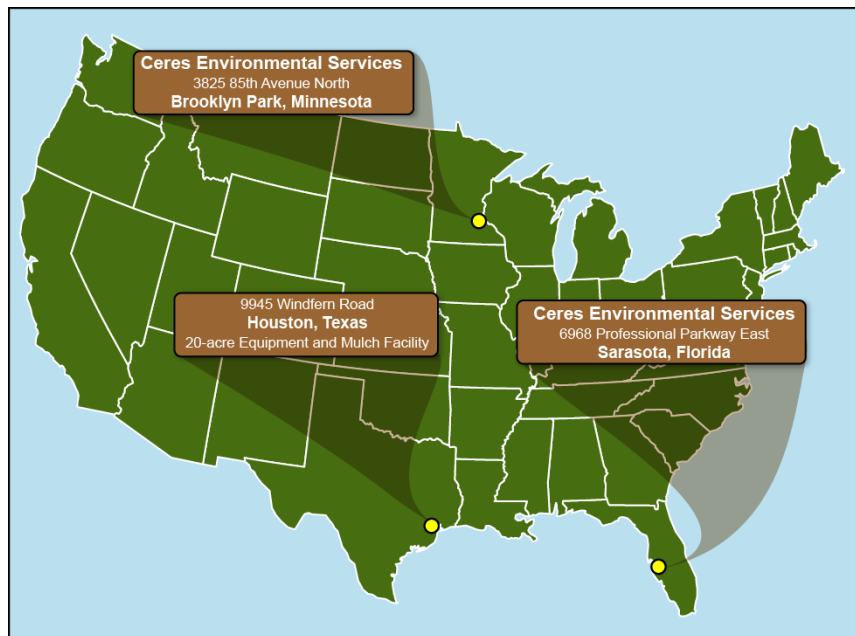 Ceres Environmental Services
3825 85th Avenue North
Brooklyn Park, Minnesota
9945 Windfern Road
Houston, Texas
20-acre Equipment and Mulch Facility
Ceres Environmental Services
6968 Professional Parkway East
Sarasota, Florida